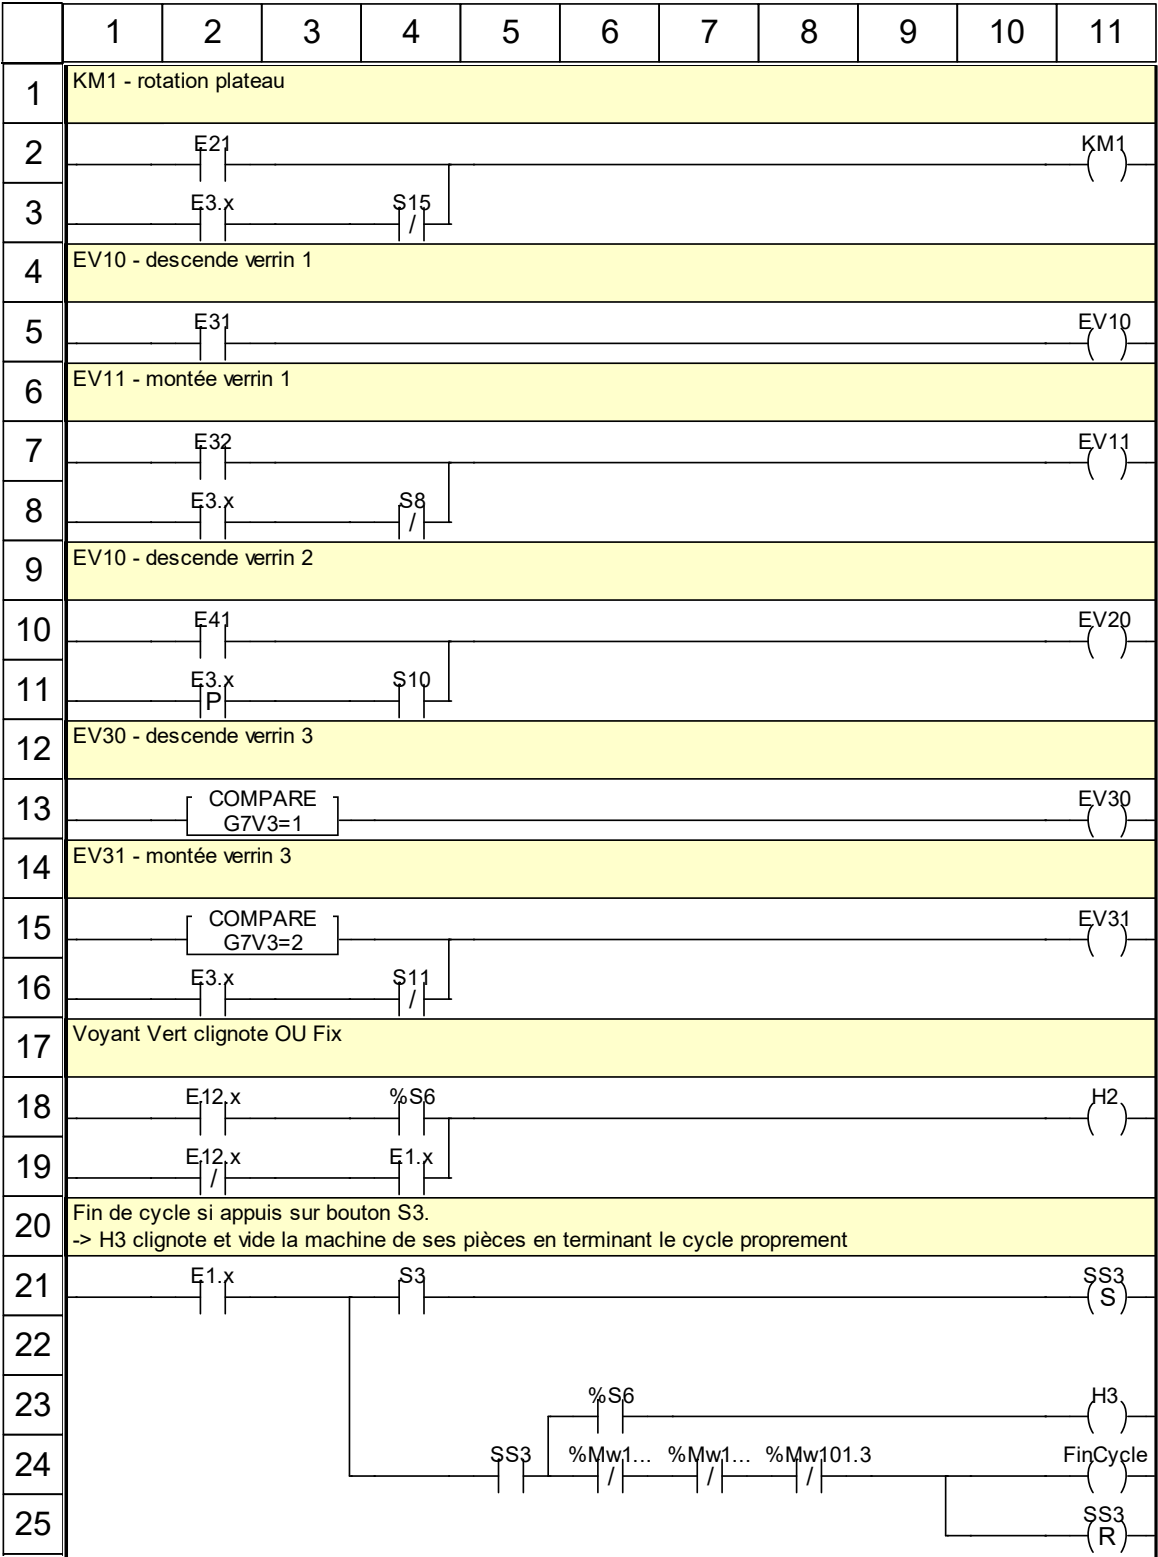 1 2 3 4 5 6 7 8 9 10 11
1 KM1 - rotation plateau
2 E21 KM1
3 E3.x S15 /
4 EV10 - descende verrin 1
5 E31 EV10
6 EV11 - montée verrin 1
7 E32 EV11
8 E3.x S8 /
9 EV10 - descende verrin 2
10 E41 EV20
11 E3.x P S10
12 EV30 - descende verrin 3
13 COMPARE EV30
G7V3=1
14 EV31 - montée verrin 3
15 COMPARE EV31
G7V3=2
16 E3.x S11 /
17 Voyant Vert clignote OU Fix
18 E12.x %S6 H2
19 E12.x / E1.x
20 Fin de cycle si appuis sur bouton S3.
-> H3 clignote et vide la machine de ses pièces en terminant le cycle proprement
21 E1.x S3 SS3 S
22
23 %S6 H3
24 SS3 %Mw1... / %Mw1... / %Mw101.3 / FinCycle
25 SS3 R